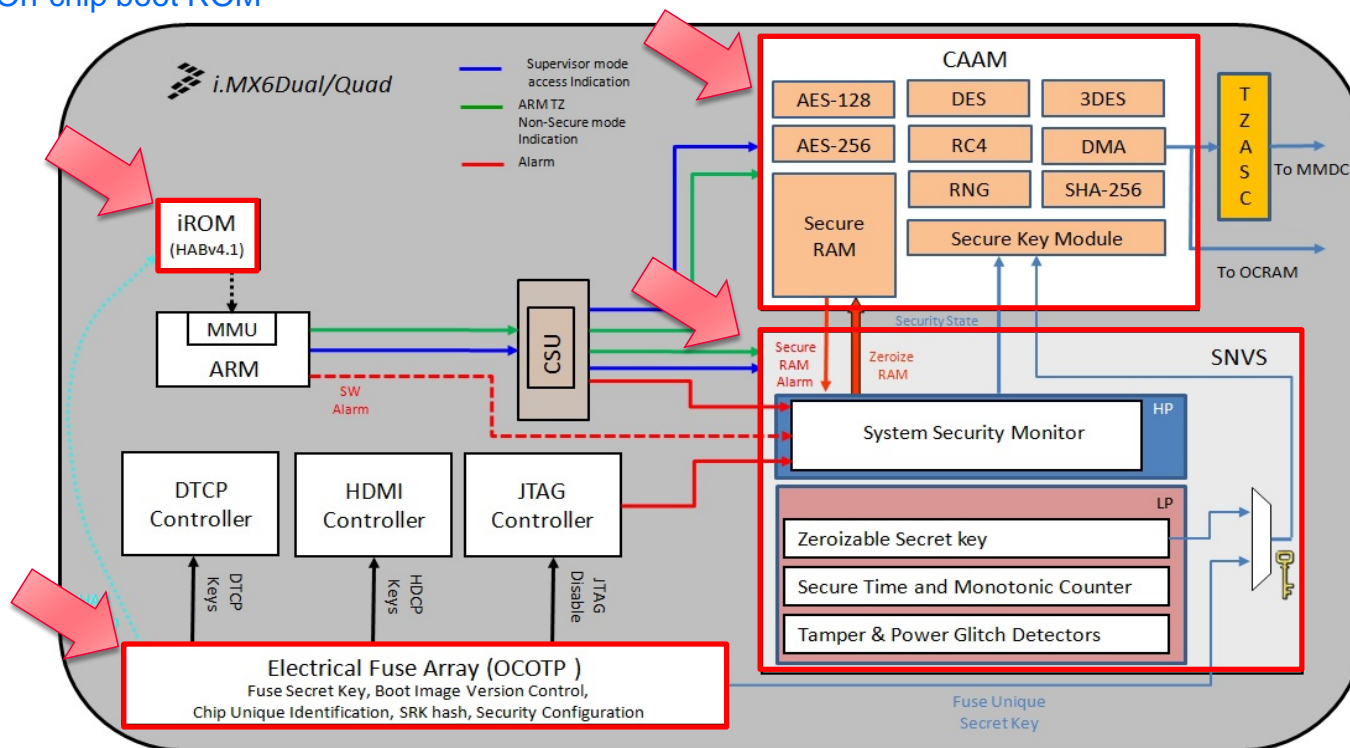 On-chip boot ROM
i.MX6Dual/Quad
Supervisor mode
access Indication
ARM TZ
Non-Secure mode
Indication
Alarm
CAAM
AES-128
DES
3DES
AES-256
RC4
DMA
RNG
SHA-256
Secure
RAM
Secure Key Module
T
Z
A
S
C
To MMDC
To OCRAM
iROM
(HABv4.1)
MMU
ARM
CSU
SW
Alarm
Security State
Secure
RAM
Alarm
Zeroize
RAM
SNVS
HP
System Security Monitor
LP
Zeroizable Secret key
Secure Time and Monotonic Counter
Tamper & Power Glitch Detectors
DTCP
Controller
HDMI
Controller
JTAG
Controller
DTCP
Keys
HDCP
Keys
JTAG
Disable
Electrical Fuse Array (OCOTP )
Fuse Secret Key, Boot Image Version Control,
Chip Unique Identification, SRK hash, Security Configuration
Fuse Unique
Secret Key